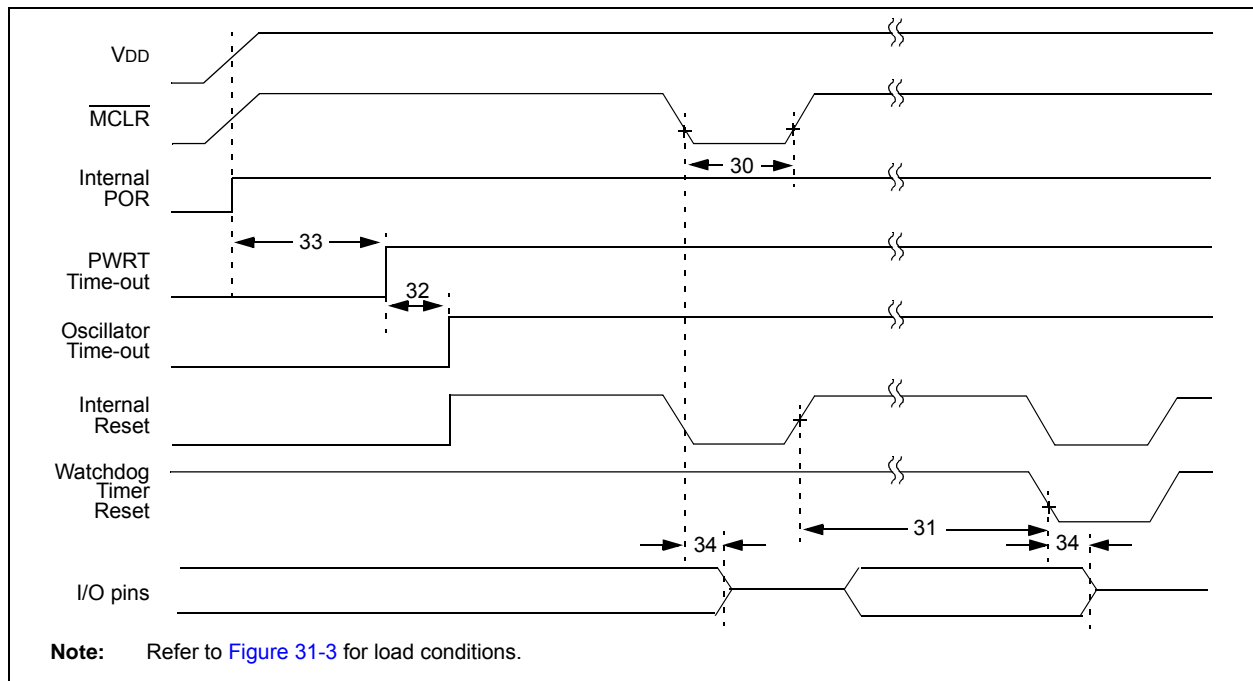 VDD
MCLR
30
Internal
POR
33
PWRT
Time-out
32
Oscillator
Time-out
Internal
Reset
Watchdog
Timer
Reset
31
34
34
I/O pins
Note: Refer to Figure 31-3 for load conditions.